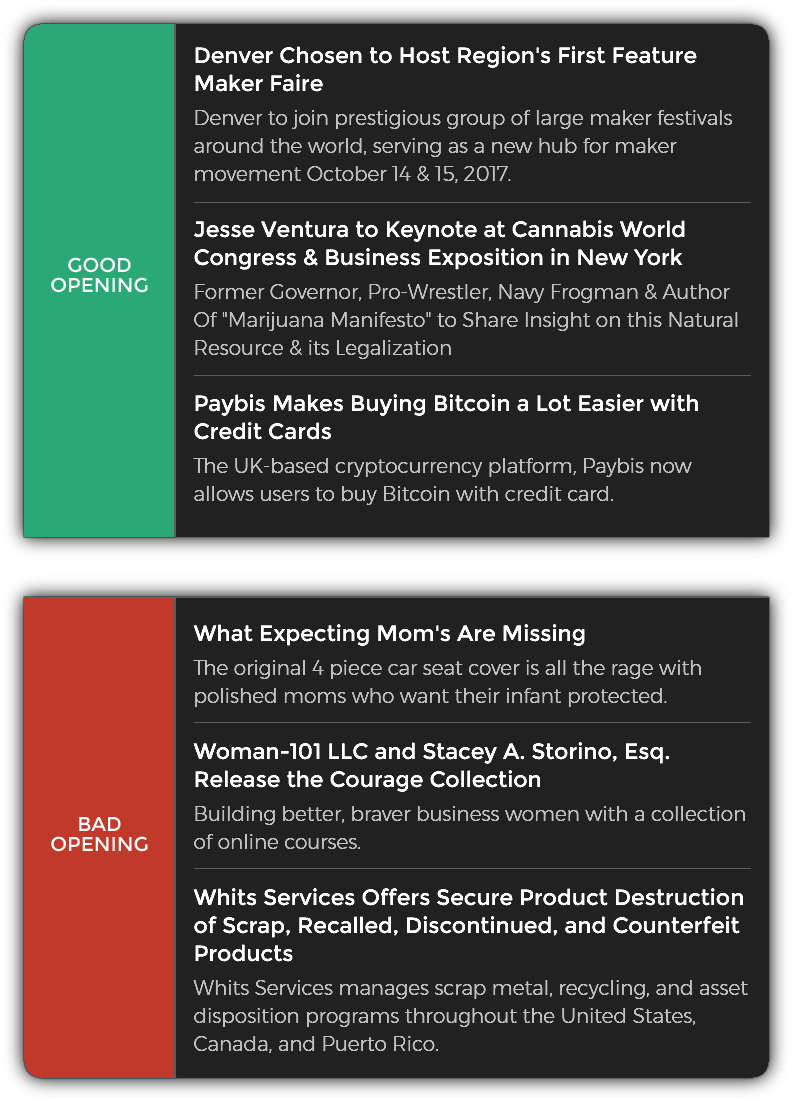 GOOD
OPENING
Denver Chosen to Host Region's First Feature
Maker Faire
Denver to join prestigious group of large maker festivals
around the world, serving as a new hub for maker
movement October 14 & 15, 2017.
Jesse Ventura to Keynote at Cannabis World
Congress & Business Exposition in New York
Former Governor, Pro-Wrestler, Navy Frogman & Author
Of "Marijuana Manifesto" to Share Insight on this Natural
Resource & its Legalization
Paybis Makes Buying Bitcoin a Lot Easier with
Credit Cards
The UK-based cryptocurrency platform, Paybis now
allows users to buy Bitcoin with credit card.
BAD
OPENING
What Expecting Mom's Are Missing
The original 4 piece car seat cover is all the rage with
polished moms who want their infant protected.
Woman-101 LLC and Stacey A. Storino, Esq.
Release the Courage Collection
Building better, braver business women with a collection
of online courses.
Whits Services Offers Secure Product Destruction
of Scrap, Recalled, Discontinued, and Counterfeit
Products
Whits Services manages scrap metal, recycling, and asset
disposition programs throughout the United States,
Canada, and Puerto Rico.